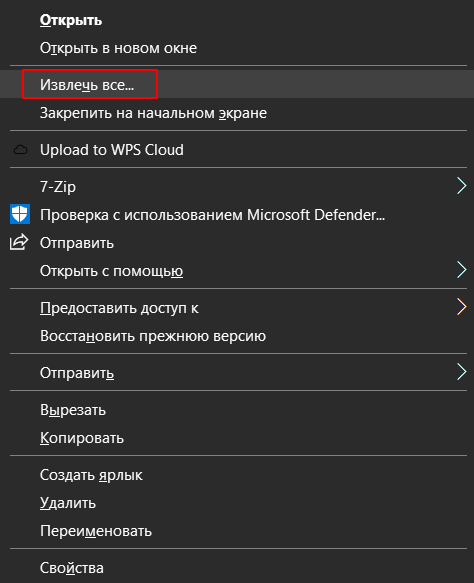 Открыть
Открыть в новом окне
Извлечь все...
Закрепить на начальном экране
Upload to WPS Cloud
7-Zip
Проверка с использованием Microsoft Defender...
Отправить
Открыть с помощью
Предоставить доступ к
Восстановить прежнюю версию
Отправить
Вырезать
Копировать
Создать ярлык
Удалить
Переименовать
Свойства